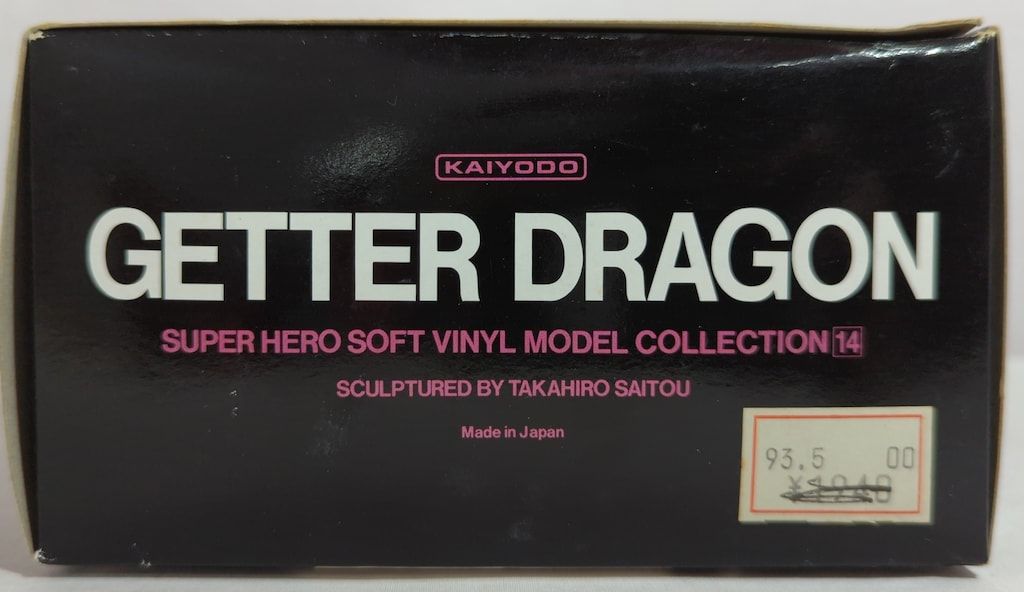 KAIYODO
GETTER DRAGON
SUPER HERO SOFT VINYL MODEL COLLECTION 14
SCULPTURED BY TAKAHIRO SAITOU
Made in Japan
93.5 00